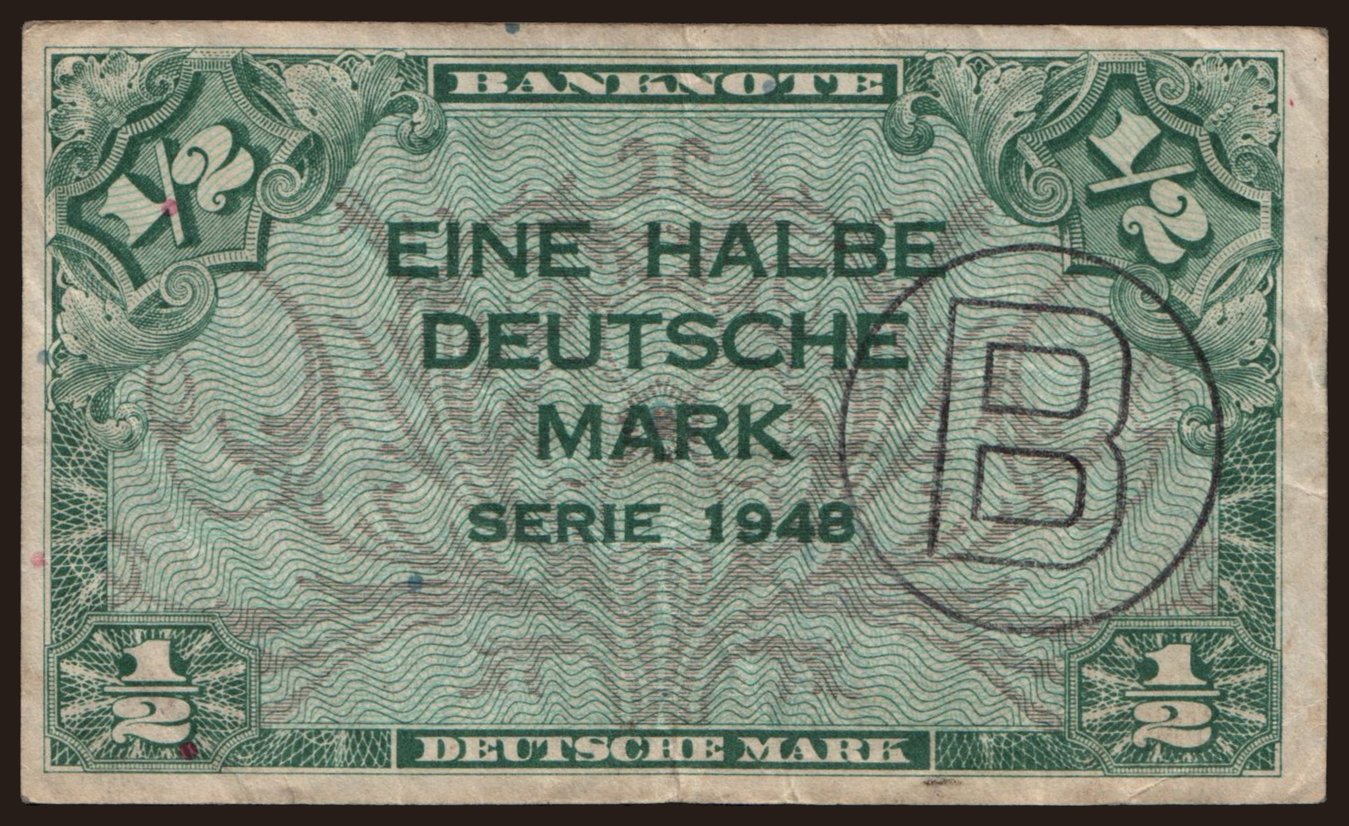 BANKNOTE
1/2
1/2
EINE HALBE
DEUTSCHE
MARK
SERIE 1948
B
1/2
1/2
DEUTSCHE MARK